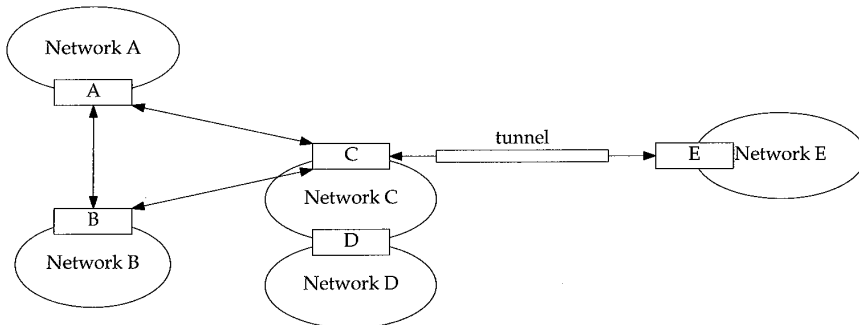 Network A
A
tunnel
C
E
Network E
Network C
B
D
Network B
Network D